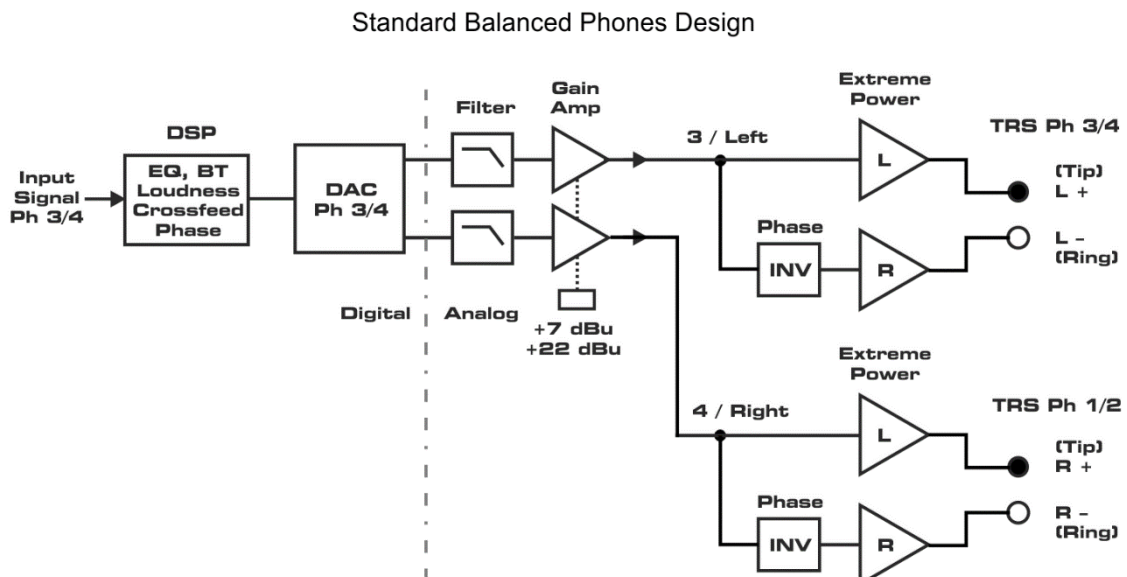 Standard Balanced Phones Design
Input
Signal
Ph 3/4
DSP
EQ, BT
Loudness
Crossfeed
Phase
DAC
Ph 3/4
Digital
Analog
Filter
Gain
Amp
+7 dBu
+22 dBu
3 / Left
Extreme
Power
L
Phase
INV
R
TRS Ph 3/4
(Tip)
L +
L -
(Ring)
4 / Right
Extreme
Power
L
Phase
INV
R
TRS Ph 1/2
(Tip)
R +
R -
(Ring)